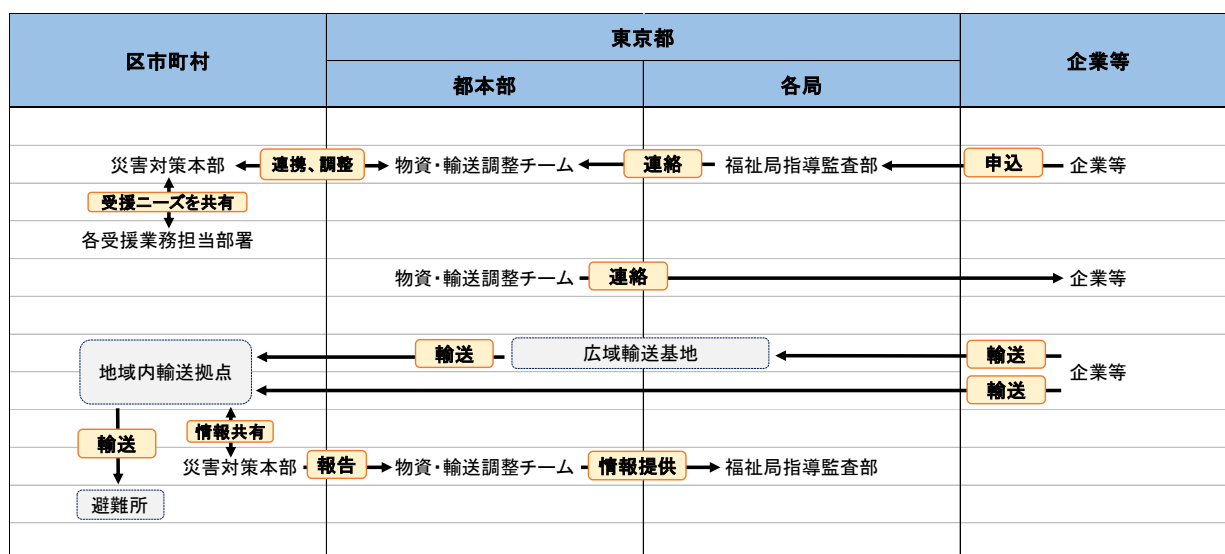 区市町村
東京都
企業等
都本部
各局
災害対策本部 連携、調整 物資・輸送調整チーム 連絡 福祉局指導監査部 申込 企業等
受援ニーズを共有
各受援業務担当部署
物資・輸送調整チーム 連絡 企業等
輸送 広域輸送基地 輸送
地域内輸送拠点 企業等
輸送
情報共有
輸送
災害対策本部 報告 物資・輸送調整チーム 情報提供 福祉局指導監査部
避難所